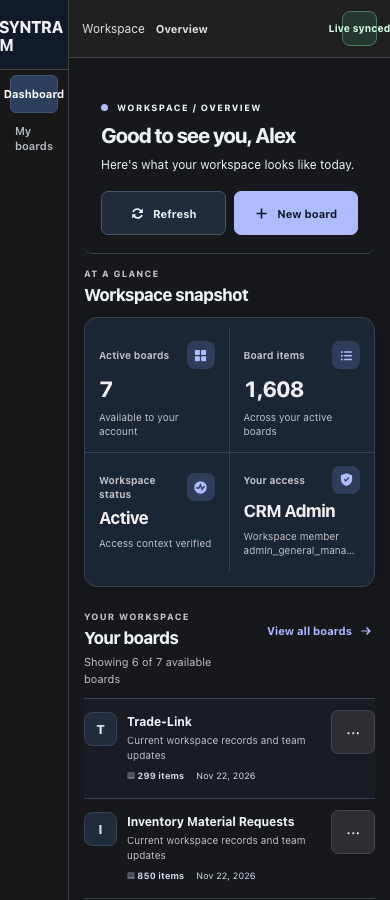 SYNTRA
M
Dashboard
My
boards
Workspace Overview
Live synced
WORKSPACE / OVERVIEW
Good to see you, Alex
Here's what your workspace looks like today.
Refresh
New board
AT A GLANCE
Workspace snapshot
Active boards
7
Available to your
account
Board items
1,608
Across your active
boards
Workspace
status
Active
Access context verified
Your access
CRM Admin
Workspace member
admin_general_mana...
YOUR WORKSPACE
Your boards
Showing 6 of 7 available
boards
View all boards
T
Trade-Link
Current workspace records and team
updates
299 items Nov 22, 2026
...
I
Inventory Material Requests
Current workspace records and team
updates
850 items Nov 22, 2026
...